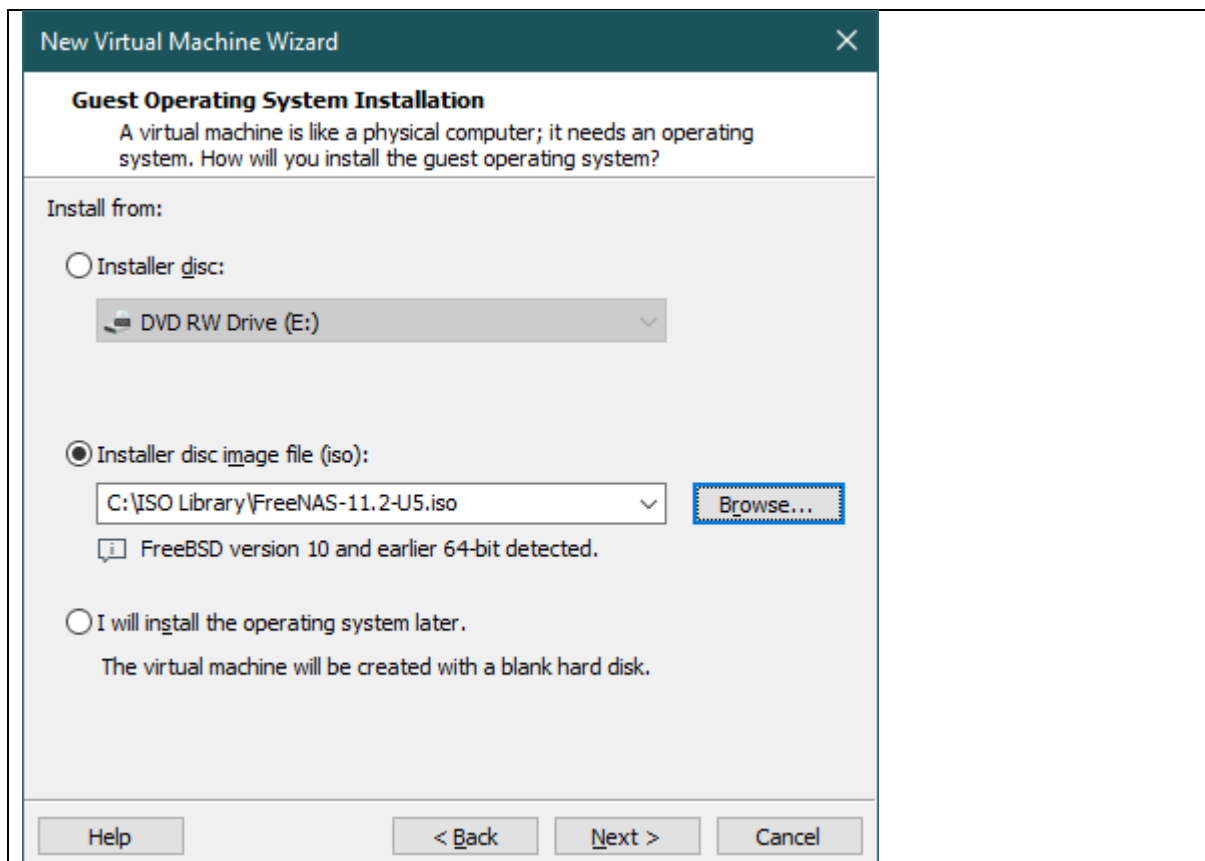 New Virtual Machine Wizard
Guest Operating System Installation
A virtual machine is like a physical computer; it needs an operating
system. How will you install the guest operating system?
Install from:
Installer disc:
DVD RW Drive (E:)
Installer disc image file (iso):
C:\ISO Library\FreeNAS-11.2-U5.iso
Browse...
FreeBSD version 10 and earlier 64-bit detected.
I will install the operating system later.
The virtual machine will be created with a blank hard disk.
Help
< Back
Next >
Cancel